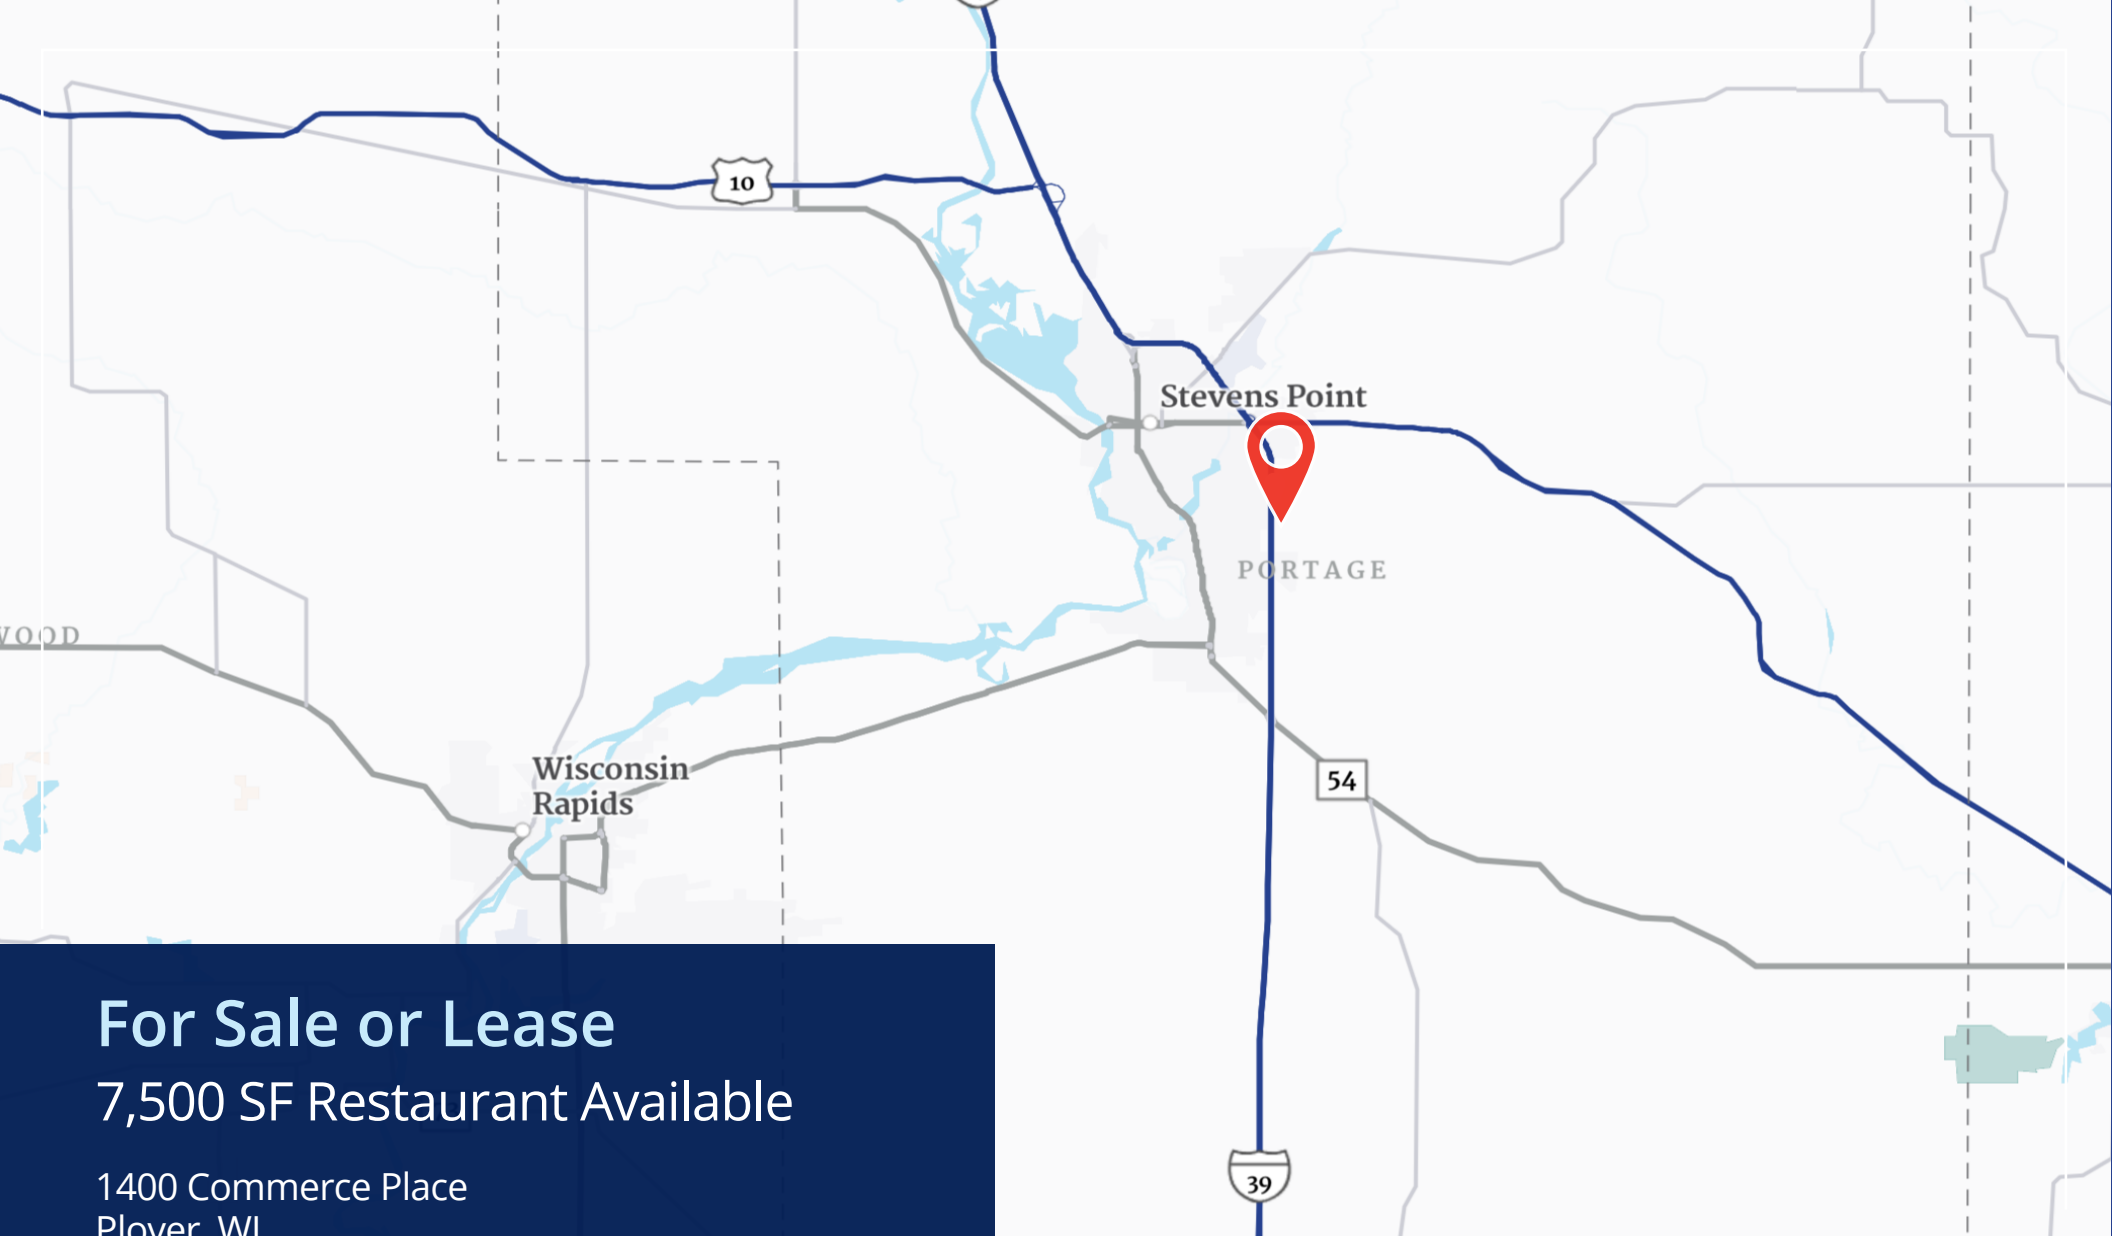 10
Stevens Point
PORTAGE
WOOD
Wisconsin
Rapids
54
39
For Sale or Lease
7,500 SF Restaurant Available
1400 Commerce Place
Plover, WI